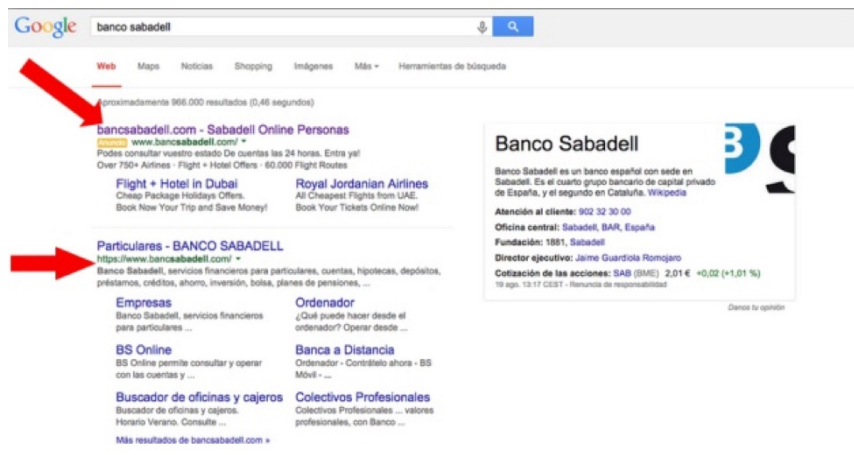 Google banco sabadell
Web Maps Noticias Shopping Imágenes Más Herramientas de búsqueda
Aproximadamente 966.000 resultados (0,46 segundos)
bancsabadell.com - Sabadell Online Personas
Anuncio www.bancsabadell.com/
Podes consultar vuestro estado De cuentas las 24 horas. Entra ya!
Over 750+ Airlines · Flight + Hotel Offers · 60.000 Flight Routes
Flight + Hotel in Dubai
Cheap Package Holidays Offers.
Book Now Your Trip and Save Money!
Royal Jordanian Airlines
All Cheapest Flights from UAE.
Book Your Tickets Online Now!
Particulares - BANCO SABADELL
https://www.bancsabadell.com/
Banco Sabadell, servicios financieros para particulares, cuentas, hipotecas, depósitos,
préstamos, créditos, ahorro, inversión, bolsa, planes de pensiones, ...
Empresas
Banco Sabadell, servicios financieros
para particulares ...
Ordenador
¿Qué puede hacer desde el
ordenador? Operar desde ...
BS Online
BS Online permite consultar y operar
con las cuentas y ...
Banca a Distancia
Ordenador - Contrátelo ahora - BS
Móvil - ...
Buscador de oficinas y cajeros
Buscador de oficinas y cajeros.
Horario Verano. Consulte ...
Colectivos Profesionales
Colectivos Profesionales ... valores
profesionales, con Banco ...
Más resultados de bancsabadell.com »
Banco Sabadell
Banco Sabadell es un banco español con sede en
Sabadell. Es el cuarto grupo bancario de capital privado
de España, y el segundo en Cataluña. Wikipedia
Atención al cliente: 902 32 30 00
Oficina central: Sabadell, BAR, España
Fundación: 1881, Sabadell
Director ejecutivo: Jaime Guardiola Romojaro
Cotización de las acciones: SAB (BME) 2,01 € +0,02 (+1,01 %)
19 ago. 13:17 CEST - Renuncia de responsabilidad
Danos tu opinión